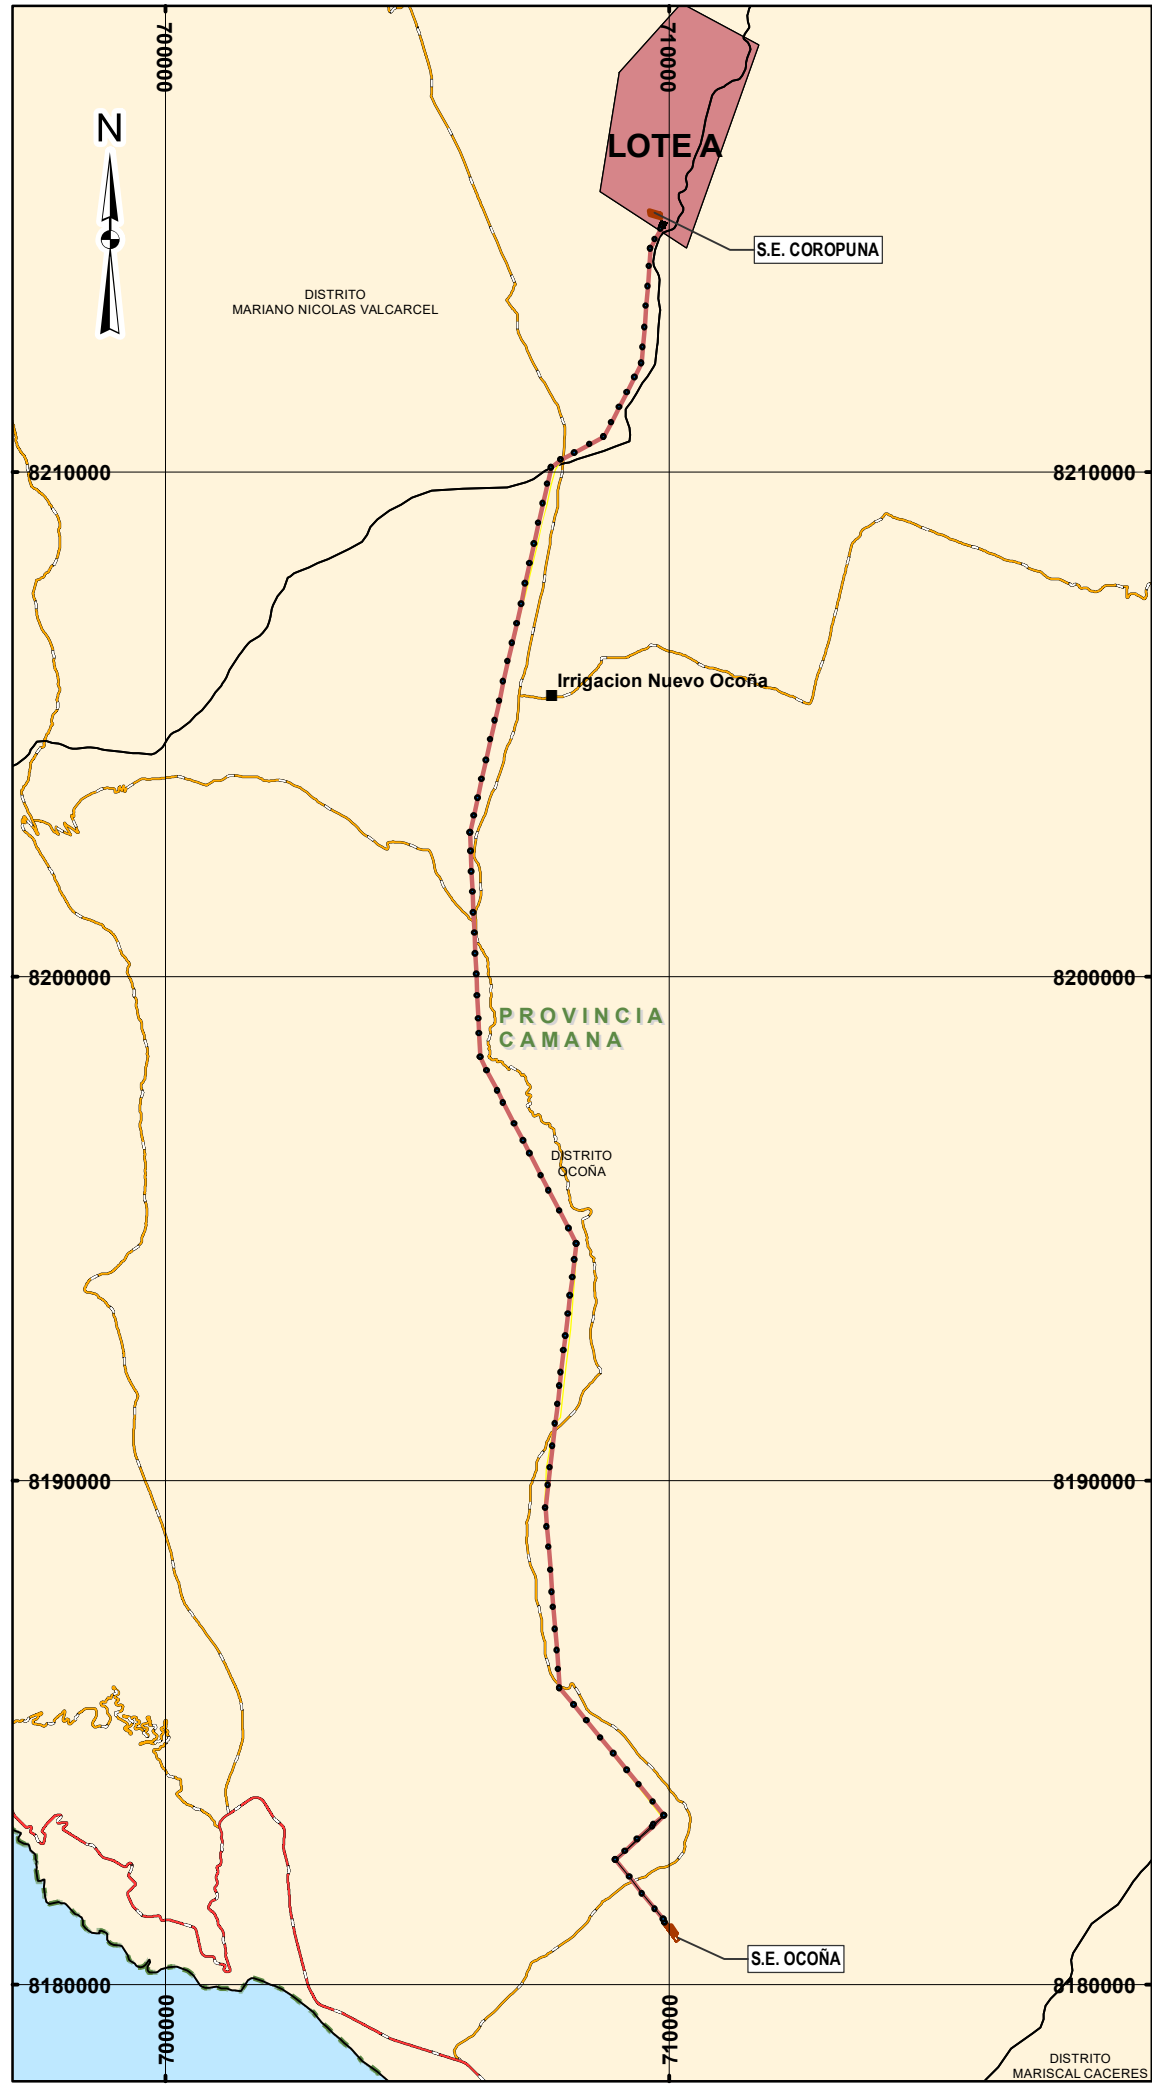 700000
710000
N
LOTE A
S.E. COROPUNA
DISTRITO
MARIANO NICOLAS VALCARCEL
8210000
8210000
Irrigacion Nuevo Ocoña
8200000
8200000
PROVINCIA
CAMANA
DISTRITO
OCOÑA
8190000
8190000
S.E. OCOÑA
8180000
8180000
700000
710000
DISTRITO
MARISCAL CACERES